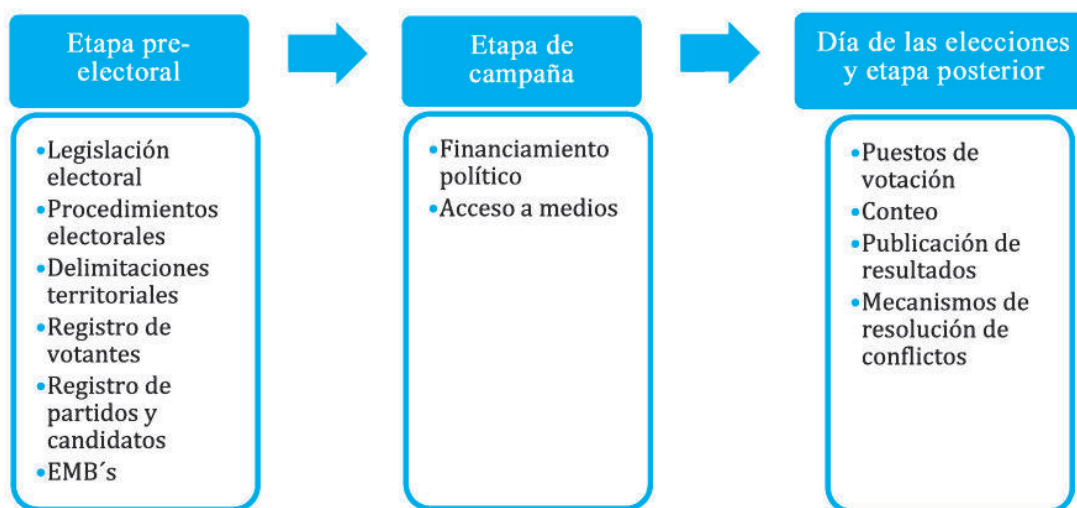 Etapa pre-
electoral
•Legislación
electoral
•Procedimientos
electorales
•Delimitaciones
territoriales
•Registro de
votantes
•Registro de
partidos y
candidatos
•EMB´s
Etapa de
campaña
•Financiamiento
político
•Acceso a medios
Día de las elecciones
y etapa posterior
•Puestos de
votación
•Conteo
•Publicación de
resultados
•Mecanismos de
resolución de
conflictos